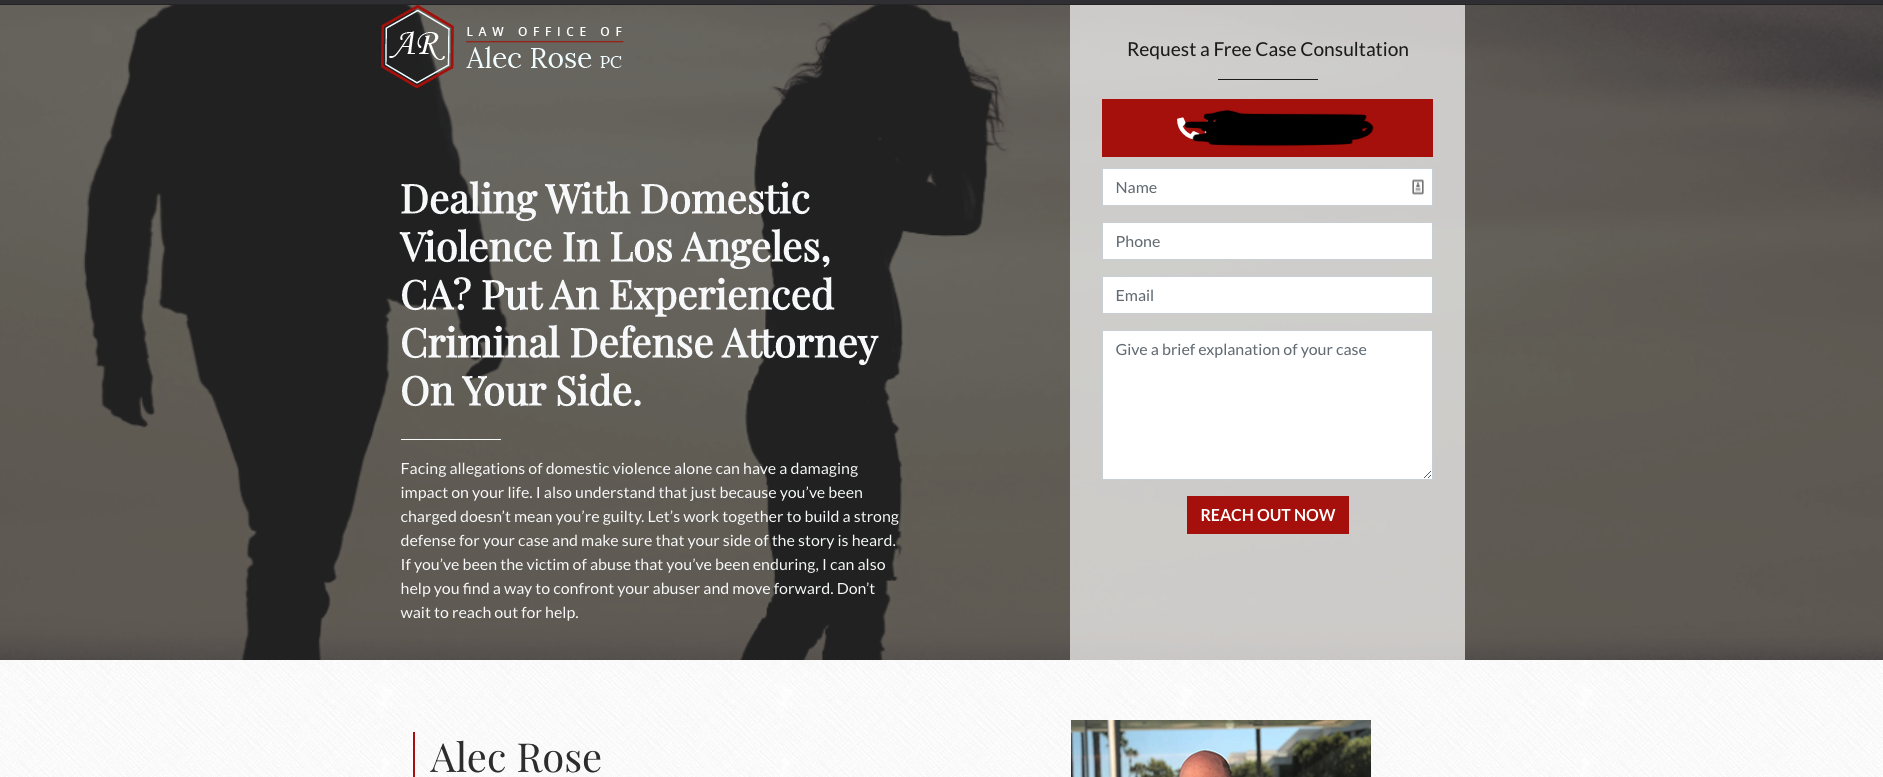 AR
LAW OFFICE OF
Alec Rose PC
Dealing With Domestic
Violence In Los Angeles,
CA? Put An Experienced
Criminal Defense Attorney
On Your Side.
Facing allegations of domestic violence alone can have a damaging
impact on your life. I also understand that just because you've been
charged doesn't mean you're guilty. Let's work together to build a strong
defense for your case and make sure that your side of the story is heard.
If you've been the victim of abuse that you've been enduring, I can also
help you find a way to confront your abuser and move forward. Don't
wait to reach out for help.
Request a Free Case Consultation
Name
Phone
Email
Give a brief explanation of your case
REACH OUT NOW
Alec Rose